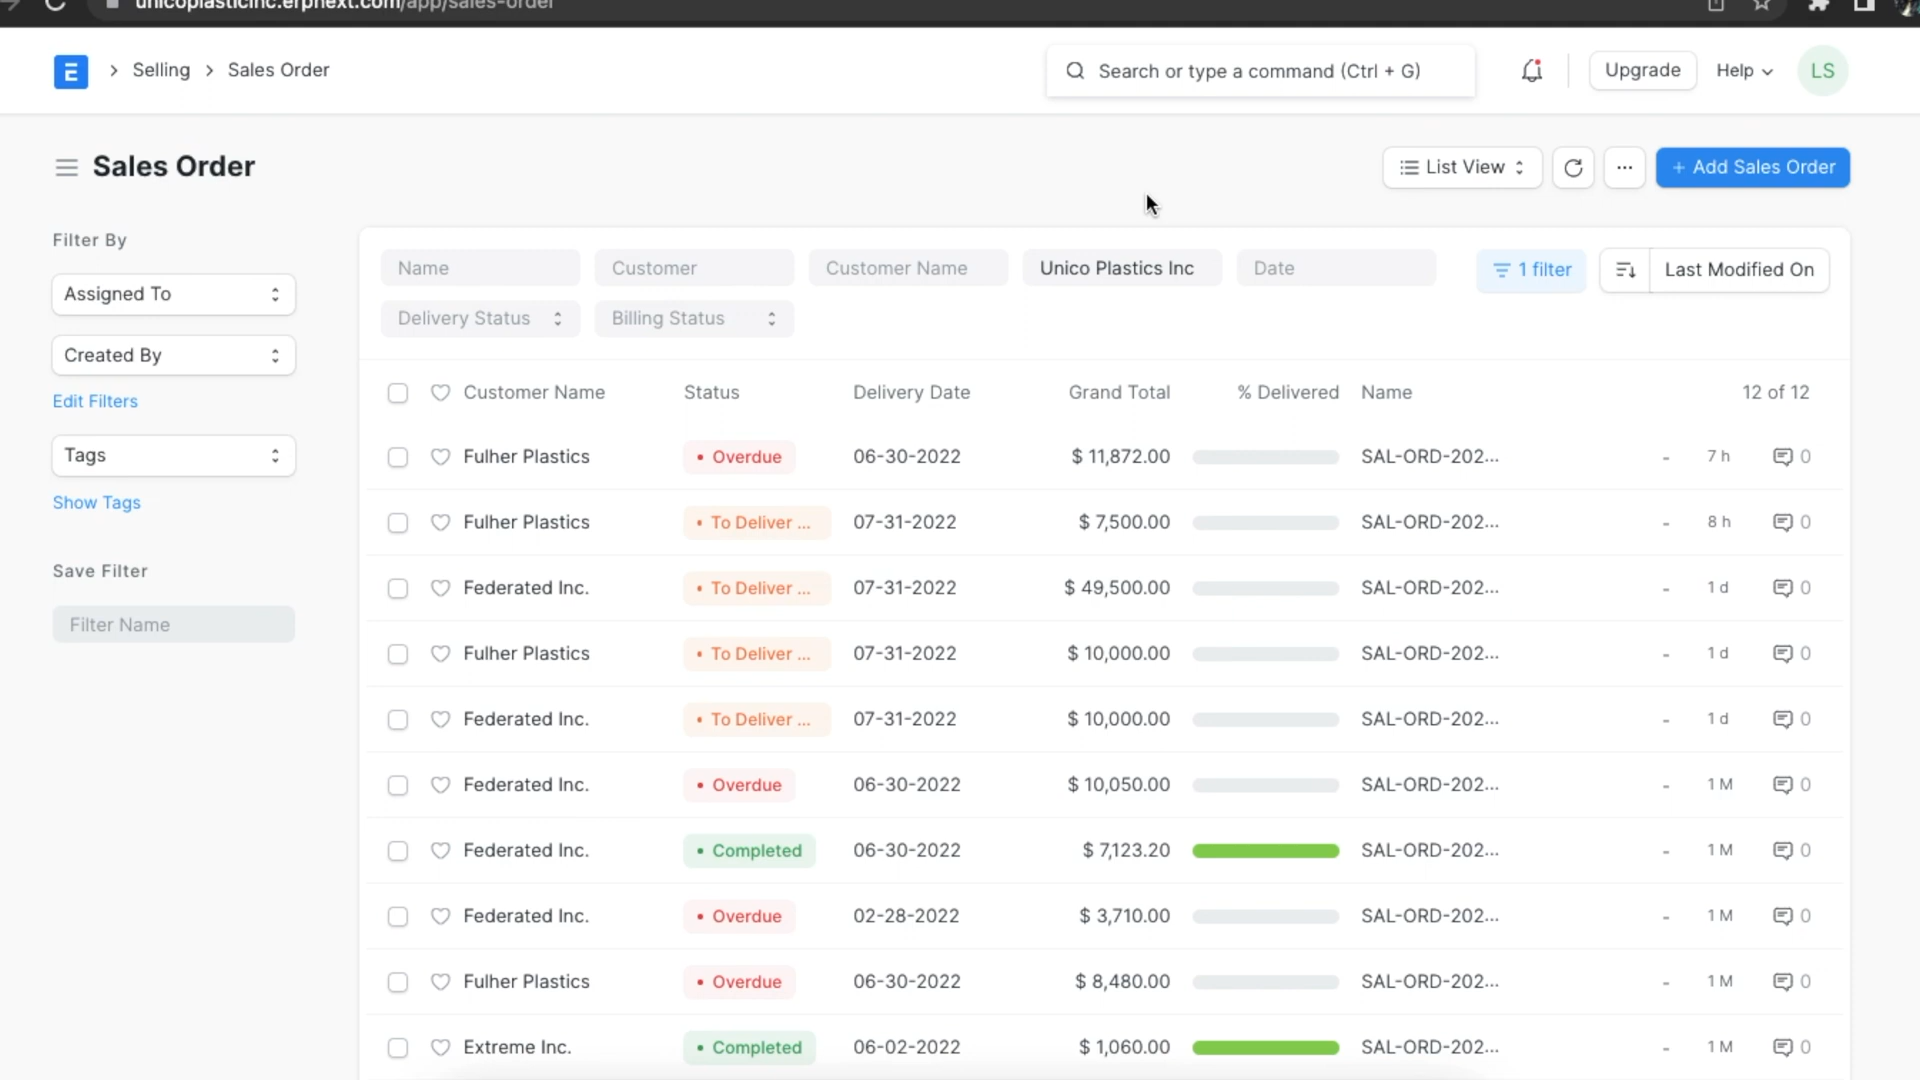 unicoplasticinc.erpnext.com/app/sales-order
E
Selling
Sales Order
Search or type a command (Ctrl + G)
Upgrade
Help
LS
Sales Order
List View
...
+ Add Sales Order
Filter By
Assigned To
Created By
Edit Filters
Tags
Show Tags
Save Filter
Filter Name
Name
Customer
Customer Name
Unico Plastics Inc
Date
1 filter
Last Modified On
Delivery Status
Billing Status
Customer Name Status Delivery Date Grand Total % Delivered Name 12 of 12
Fulher Plastics • Overdue 06-30-2022 $ 11,872.00 SAL-ORD-202... - 7 h 0
Fulher Plastics • To Deliver ... 07-31-2022 $ 7,500.00 SAL-ORD-202... - 8 h 0
Federated Inc. • To Deliver ... 07-31-2022 $ 49,500.00 SAL-ORD-202... - 1 d 0
Fulher Plastics • To Deliver ... 07-31-2022 $ 10,000.00 SAL-ORD-202... - 1 d 0
Federated Inc. • To Deliver ... 07-31-2022 $ 10,000.00 SAL-ORD-202... - 1 d 0
Federated Inc. • Overdue 06-30-2022 $ 10,050.00 SAL-ORD-202... - 1 M 0
Federated Inc. • Completed 06-30-2022 $ 7,123.20 SAL-ORD-202... - 1 M 0
Federated Inc. • Overdue 02-28-2022 $ 3,710.00 SAL-ORD-202... - 1 M 0
Fulher Plastics • Overdue 06-30-2022 $ 8,480.00 SAL-ORD-202... - 1 M 0
Extreme Inc. • Completed 06-02-2022 $ 1,060.00 SAL-ORD-202... - 1 M 0